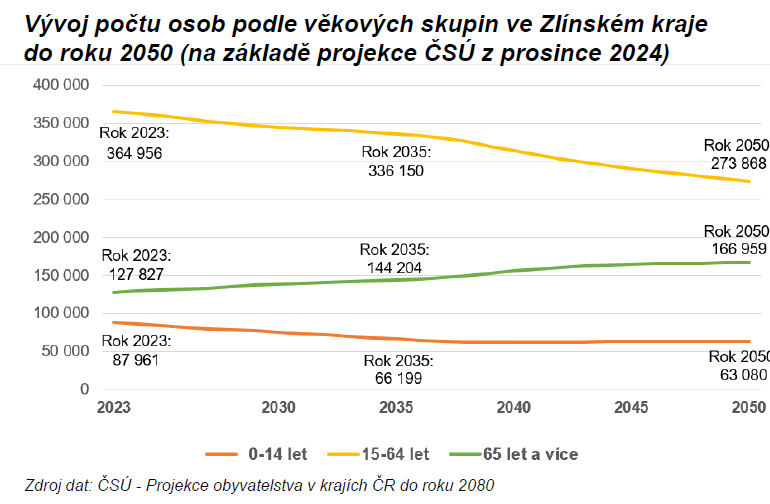 Vývoj počtu osob podle věkových skupin ve Zlínském kraje
do roku 2050 (na základě projekce ČSÚ z prosince 2024)
400 000
350 000
300 000
250 000
200 000
150 000
100 000
50 000
0
Rok 2023:
364 956
Rok 2035:
336 150
Rok 2050
273 868
Rok 2023:
127 827
Rok 2035:
144 204
Rok 2050
166 959
Rok 2023:
87 961
Rok 2035:
66 199
Rok 2050
63 080
2023 2030 2035 2040 2045 2050
0-14 let 15-64 let 65 let a více
Zdroj dat: ČSÚ - Projekce obyvatelstva v krajích ČR do roku 2080